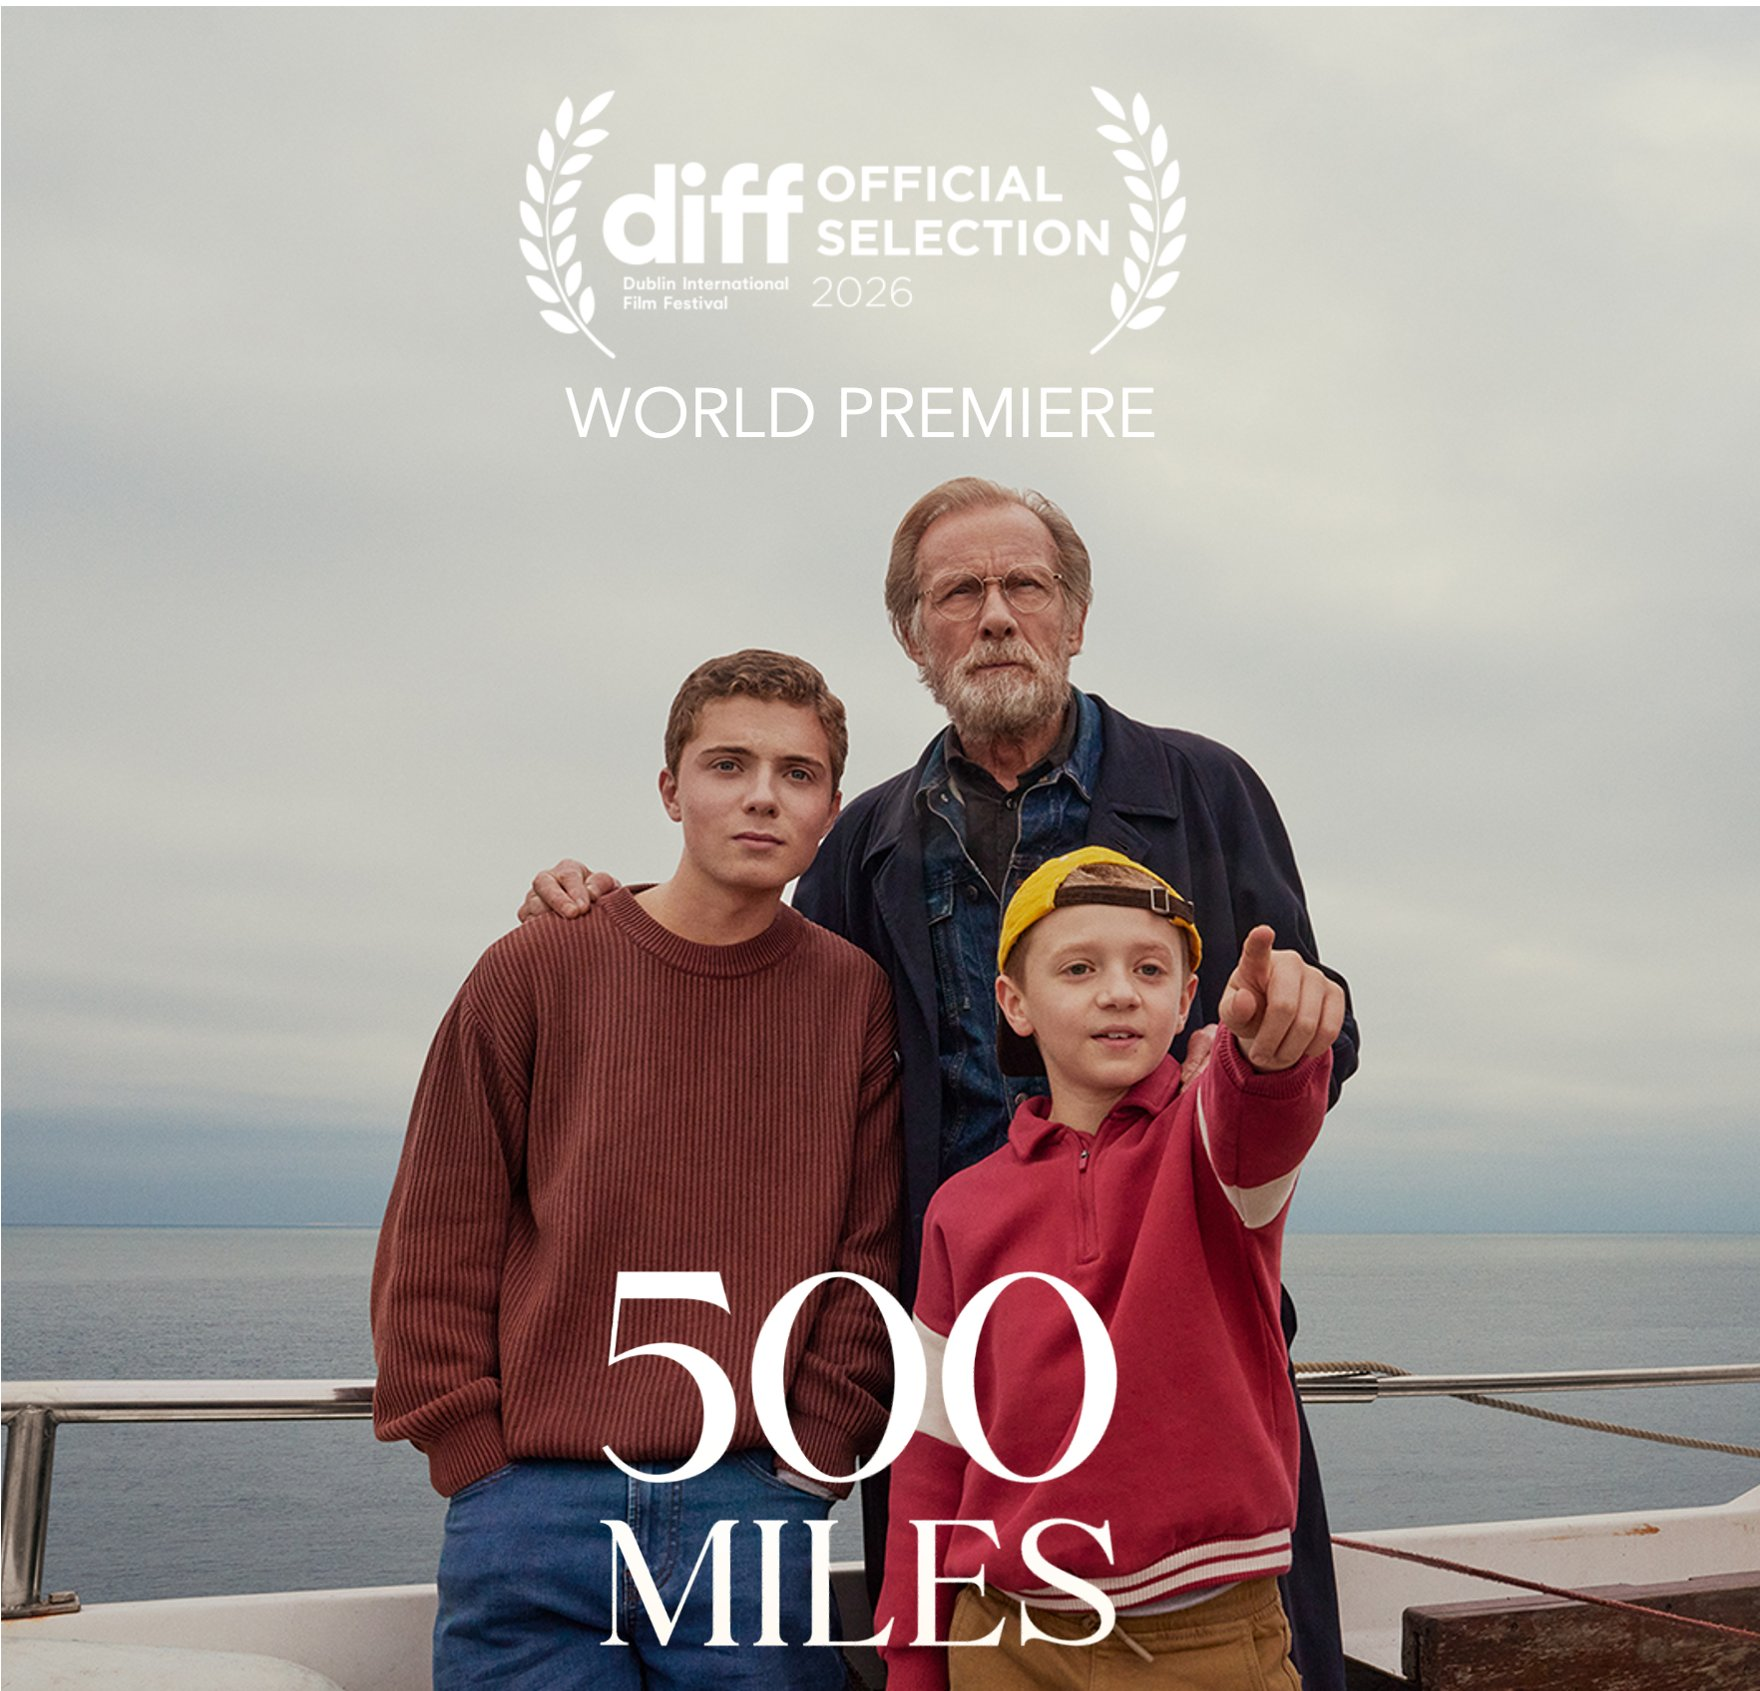 diff OFFICIAL
SELECTION
Dublin International
Film Festival
2026
WORLD PREMIERE
500
MILES